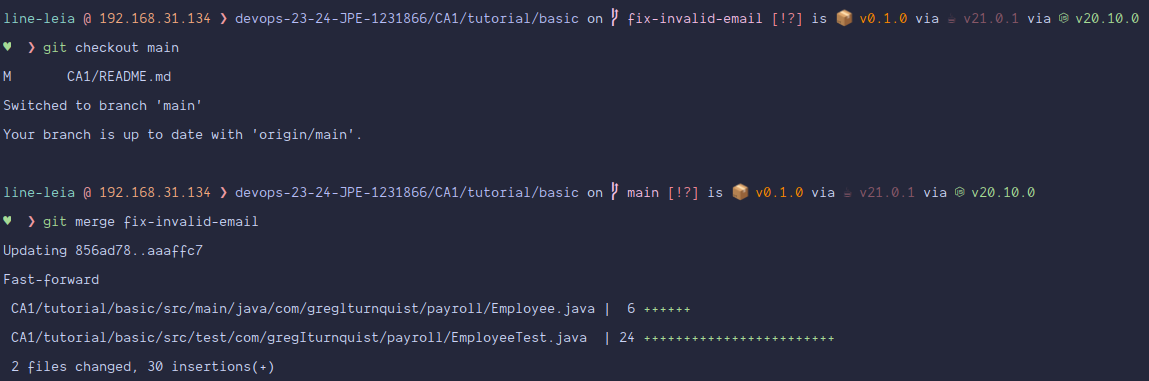 line-leia @ 192.168.31.134 ❯ devops-23-24-JPE-1231866/CA1/tutorial/basic on fix-invalid-email [!?] is 📦 v0.1.0 via ☕ v21.0.1 via v20.10.0
♥ ❯ git checkout main
M CA1/README.md
Switched to branch 'main'
Your branch is up to date with 'origin/main'.
line-leia @ 192.168.31.134 ❯ devops-23-24-JPE-1231866/CA1/tutorial/basic on main [!?] is 📦 v0.1.0 via ☕ v21.0.1 via v20.10.0
♥ ❯ git merge fix-invalid-email
Updating 856ad78..aaaffc7
Fast-forward
CA1/tutorial/basic/src/main/java/com/greglturnquist/payroll/Employee.java | 6 ++++++
CA1/tutorial/basic/src/test/com/gregIturnquist/payroll/EmployeeTest.java | 24 ++++++++++++++++++++++++
2 files changed, 30 insertions(+)